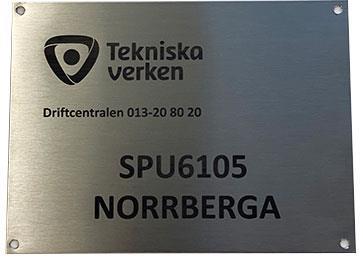 Tekniska
verken
Driftcentralen 013-20 80 20
SPU6105
NORRBERGA